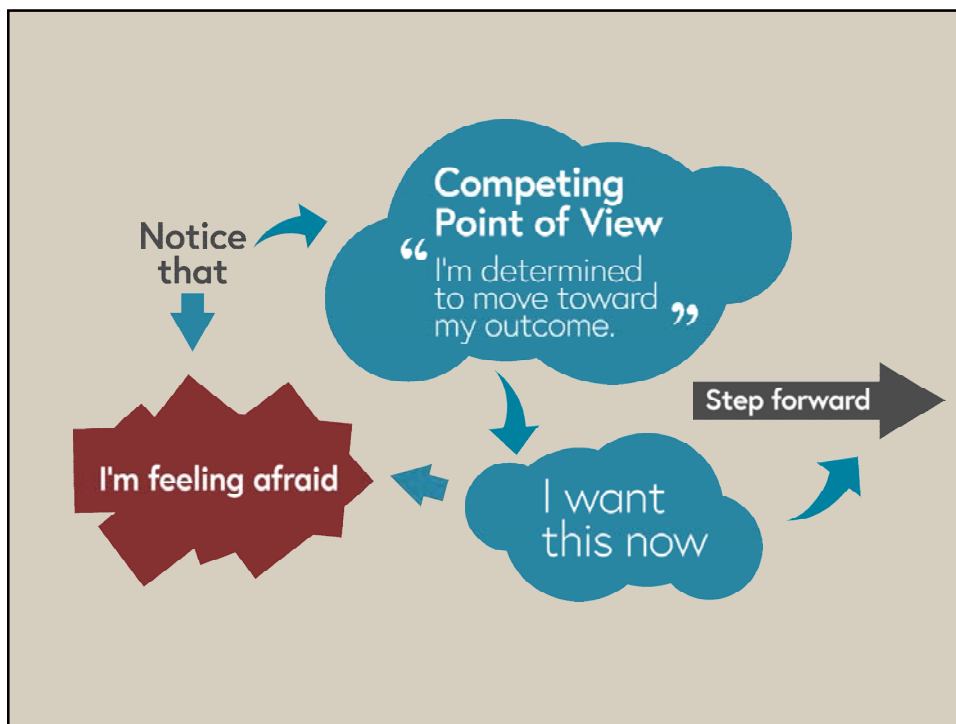 Notice
that
Competing
Point of View
“ I'm determined
to move toward
my outcome. ”
I'm feeling afraid
I want
this now
Step forward